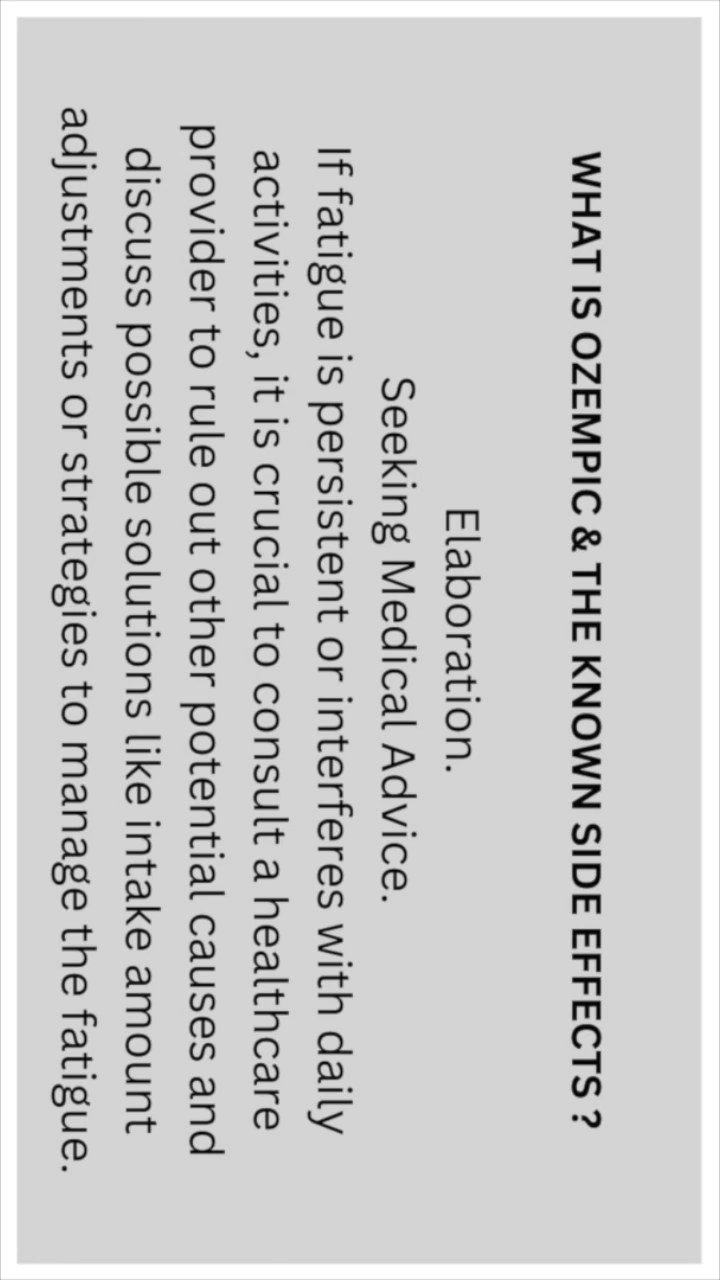 WHAT IS OZEMPIC & THE KNOWN SIDE EFFECTS ?
Elaboration.
Seeking Medical Advice.
If fatigue is persistent or interferes with daily
activities, it is crucial to consult a healthcare
provider to rule out other potential causes and
discuss possible solutions like intake amount
adjustments or strategies to manage the fatigue.